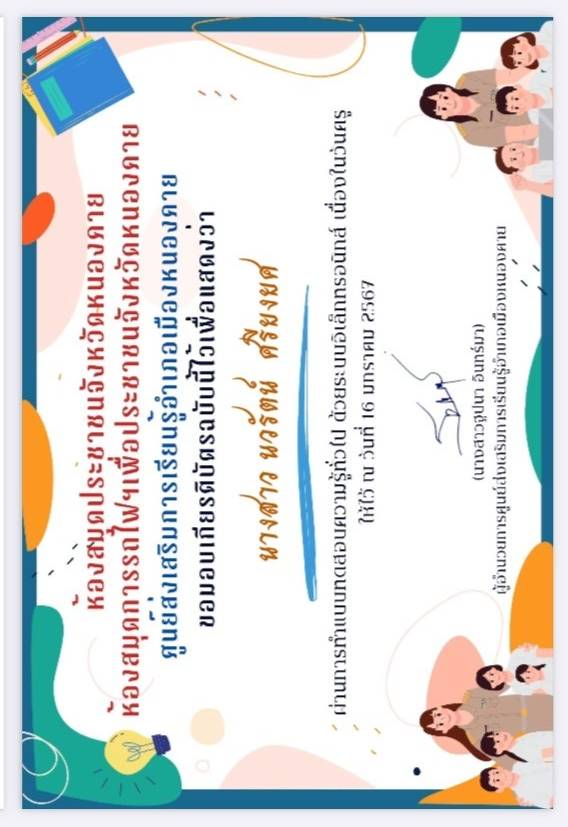 ห้องสมุดประชาชนจังหวัดหนองคาย
ห้องสมุดการรถไฟฯเพื่อประชาชนจังหวัดหนองคาย
ศูนย์ส่งเสริมการเรียนรู้อำเภอเมืองหนองคาย
ขอมอบเกียรติบัตรฉบับนี้ไว้เพื่อแสดงว่า
นางสาว นวรัตน์ ศรียงยศ
ผ่านการทำแบบทดสอบความรู้ทั่วไป ด้วยระบบอิเล็กทรอนิกส์ เนื่องในวันครู
ให้ไว้ ณ วันที่ 16 มกราคม 2567
(นางสาวฐปนา อินทร์ผา)
ผู้อำนวยการศูนย์ส่งเสริมการเรียนรู้อำเภอเมืองหนองคาย